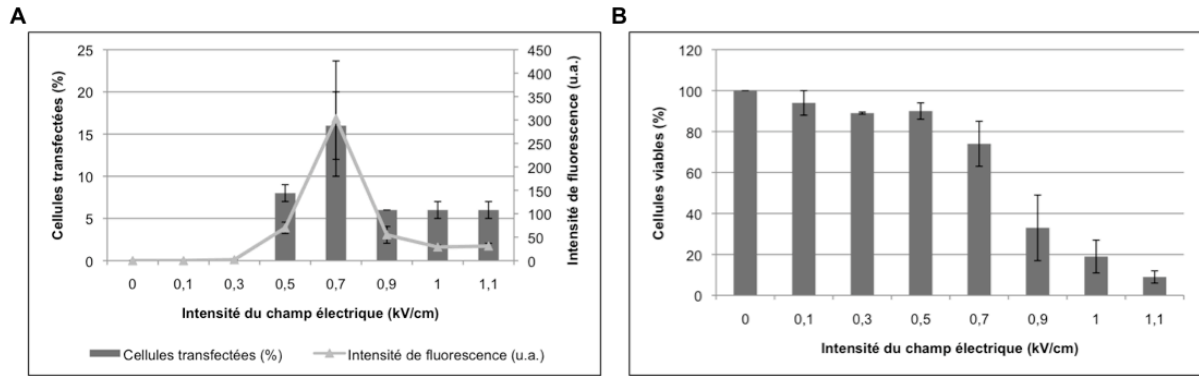 A
Cellules transfectées (%)
25
20
15
10
5
0
450
400
350
300
250
200
150
100
50
0
Intensité de fluorescence (u.a.)
0 0,1 0,3 0,5 0,7 0,9 1 1,1
Intensité du champ électrique (kV/cm)
Cellules transfectées (%) Intensité de fluorescence (u.a.)
B
Cellules viables (%)
120
100
80
60
40
20
0
0 0,1 0,3 0,5 0,7 0,9 1 1,1
Intensité du champ électrique (kV/cm)